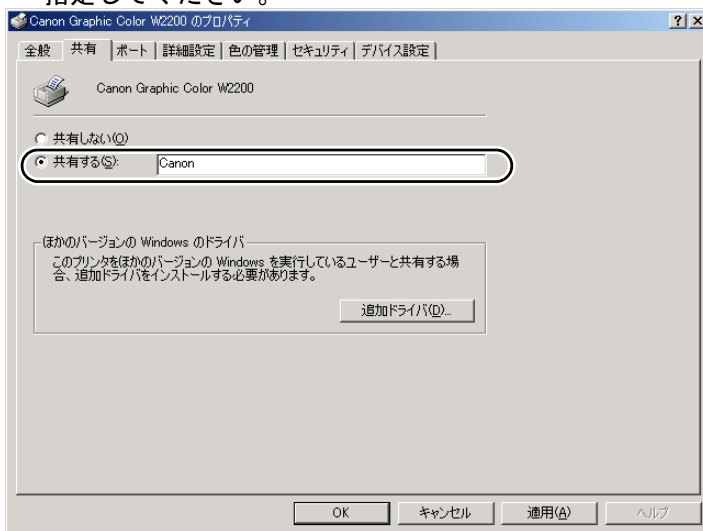 指定してください。
Canon Graphic Color W2200 のプロパティ
全般 共有 ポート 詳細設定 色の管理 セキュリティ デバイス設定
Canon Graphic Color W2200
共有しない(O)
共有する(S): Canon
ほかのバージョンの Windows のドライバ
このプリンタをほかのバージョンの Windows を実行しているユーザーと共有する場
合、追加ドライバをインストールする必要があります。
追加ドライバ(D)...
OK キャンセル 適用(A) ヘルプ